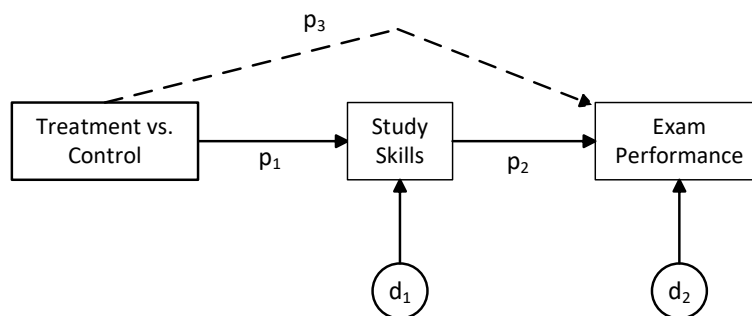 p₃
Treatment vs.
Control
p₁
Study
Skills
p₂
Exam
Performance
d₁
d₂